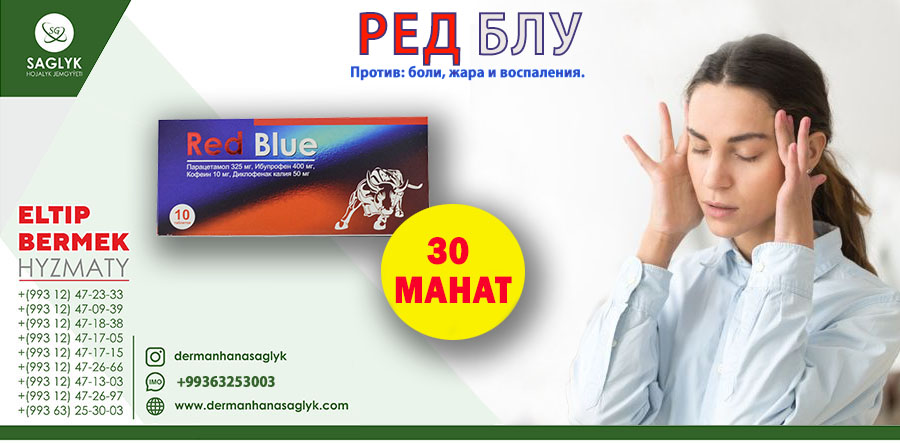 SG
SAGLYK
HOJALYK JEMGYÝETI
РЕД БЛУ
Против: боли, жара и воспаления.
Red Blue
Парацетамол 325 мг, Ибупрофен 400 мг,
Кофеин 10 мг, Диклофенак калия 50 мг
10
таблеток
30
МАНАТ
ELTIP
BERMEK
HYZMATY
+(993 12) 47-23-33
+(993 12) 47-09-39
+(993 12) 47-18-38
+(993 12) 47-17-05
+(993 12) 47-17-15
+(993 12) 47-26-66
+(993 12) 47-13-03
+(993 12) 47-26-97
+(993 63) 25-30-03
dermanhanasaglyk
IMO +99363253003
www.dermanhanasaglyk.com